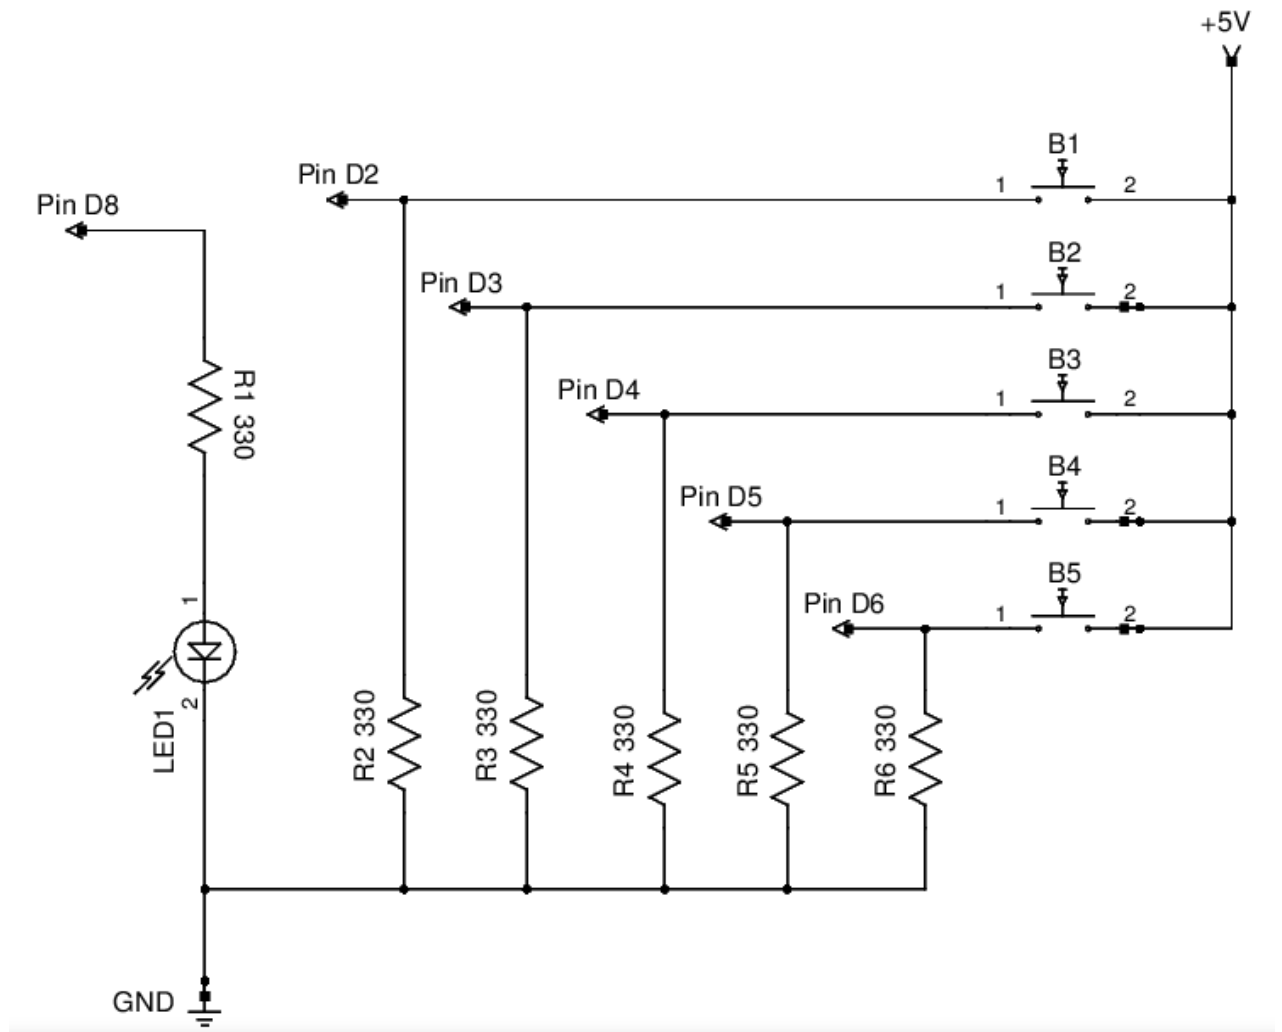 +5V
B1
Pin D2
1
2
Pin D8
B2
Pin D3
1
2
B3
Pin D4
1
2
R1 330
B4
Pin D5
1
2
B5
Pin D6
1
2
1
2
LED1
R2 330
R3 330
R4 330
R5 330
R6 330
GND